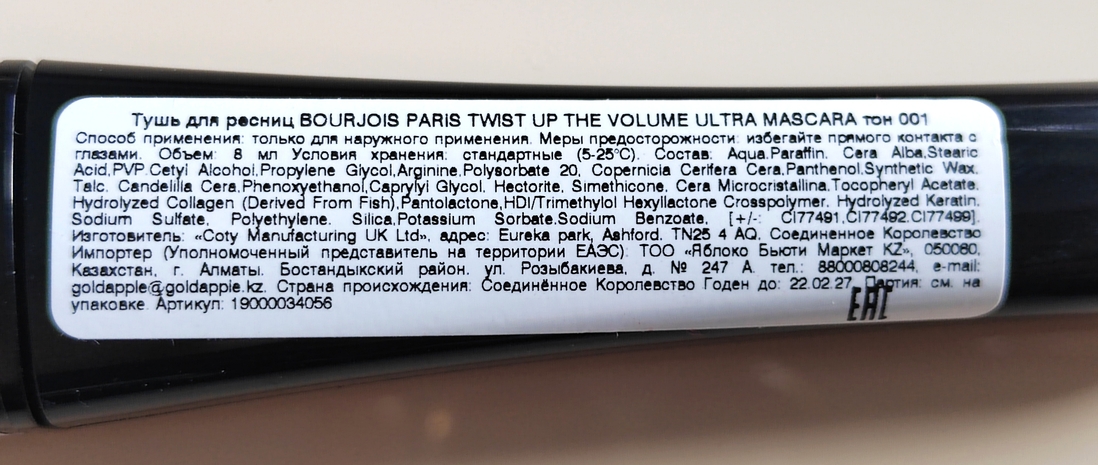 Тушь для ресниц BOURJOIS PARIS TWIST UP THE VOLUME ULTRA MASCARA тон 001
Способ применения: только для наружного применения. Меры предосторожности: избегайте прямого контакта с
глазами. Объем: 8 мл Условия хранения: стандартные (5-25°C). Состав: Aqua.Paraffin. Cera Alba,Stearic
Acid,PVP.Cetyl Alcohol,Propylene Glycol,Arginine,Polysorbate 20, Copernicia Cerifera Cera,Panthenol,Synthetic Wax.
Talc. Candelilla Cera,Phenoxyethanol,Caprylyl Glycol. Hectorite, Simethicone. Cera Microcristallina,Tocopheryl Acetate.
Hydrolyzed Collagen (Derived From Fish),Pantolactone,HDI/Trimethylol Hexyllactone Crosspolymer. Hydrolyzed Keratin.
Sodium Sulfate, Polyethylene. Silica,Potassium Sorbate.Sodium Benzoate, [+/-: CI77491,CI77492,CI77499].
Изготовитель: «Coty Manufacturing UK Ltd», адрес: Eureka park, Ashford. TN25 4 AQ. Соединенное Королевство
Импортер (Уполномоченный представитель на территории ЕАЭС): ТОО «Яблоко Бьюти Маркет KZ», 050060,
Казахстан, г. Алматы. Бостандыкский район. ул. Розыбакиева, д. № 247 А. тел.: 88000808244, e-mail:
goldapple@goldapple.kz. Страна происхождения: Соединённое Королевство Годен до: 22.02.27. Партия: см. на
упаковке. Артикул: 19000034056
EAC